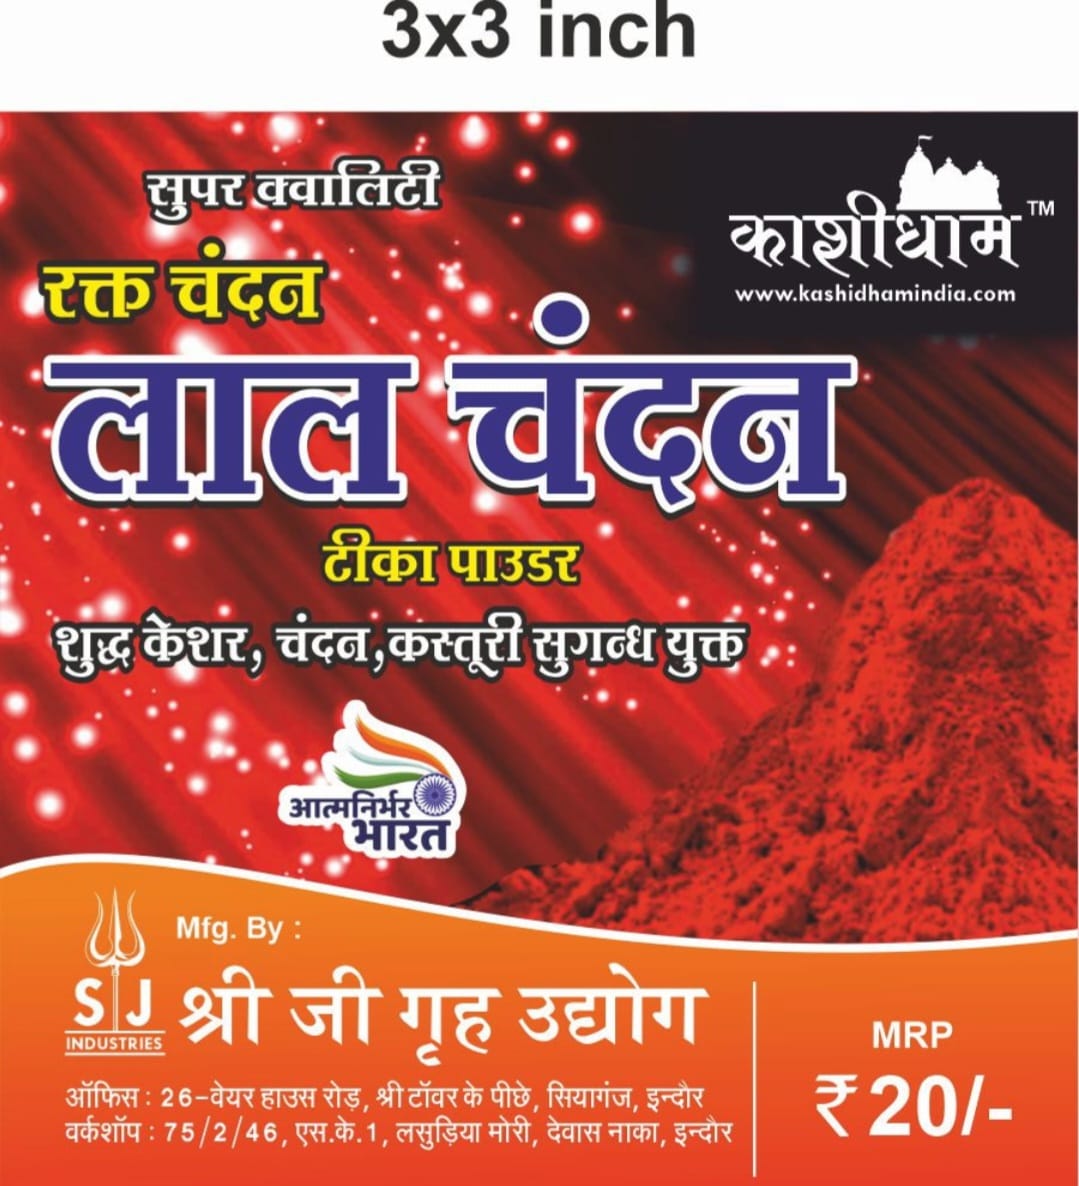 3x3 inch
सुपर क्वालिटी
काशीधाम TM
www.kashidhamindia.com
रक्त चंदन
लाल चंदन
टीका पाउडर
शुद्ध केशर, चंदन,कस्तूरी सुगन्ध युक्त
आत्मनिर्भर
भारत
Mfg. By :
SJ
INDUSTRIES
श्री जी गृह उद्योग
ऑफिस : 26-वेयर हाउस रोड़, श्री टॉवर के पीछे, सियागंज, इन्दौर
वर्कशॉप : 75/2/46, एस.के.1, लसुड़िया मोरी, देवास नाका, इन्दौर
MRP
₹20/-